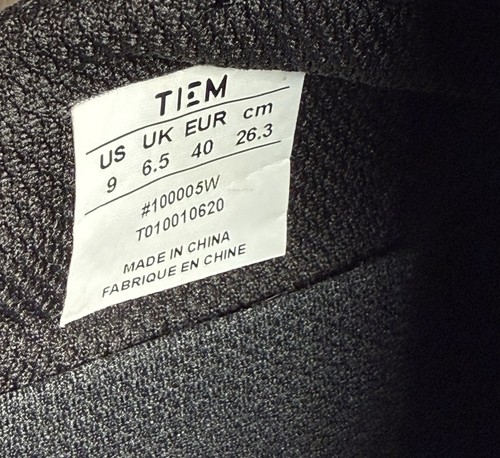 TIEM
US UK EUR cm
9 6.5 40 26.3
#100005W
T010010620
MADE IN CHINA
FABRIQUE EN CHINE